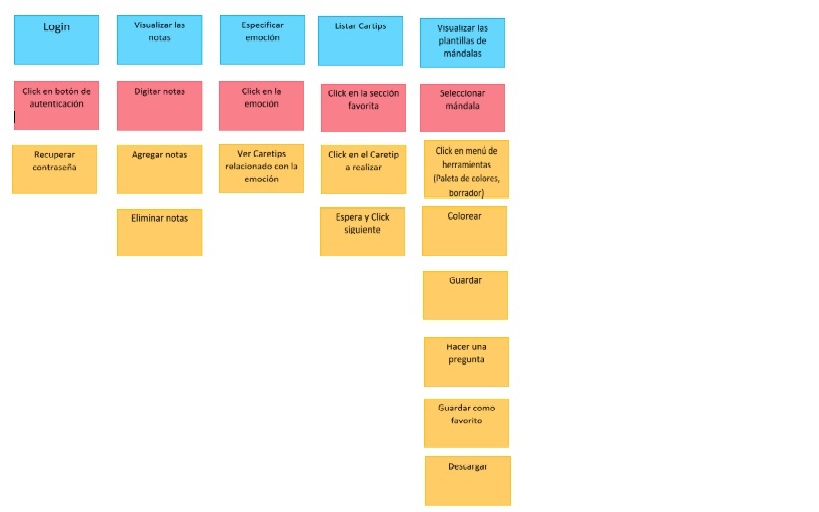 Login
Visualizar las
notas
Especificar
emoción
Listar Cartips
Visualizar las
plantillas de
mándalas
Click en botón de
autenticación
Digiter notes
Click en le
emoción
Click en la sección
favorita
Seleccionar
mándala
Recuperar
contraseña
Agregar notas
Ver Caretips
relacionado con la
emoción
Click en el Caretip
a realizar
Click en menú de
herramientas
(Paleta de colores,
borrador)
Eliminar notas
Espera y Click
siguiente
Colorear
Guardar
Hacer una
pregunta
Guardar como
favorito
Descargar